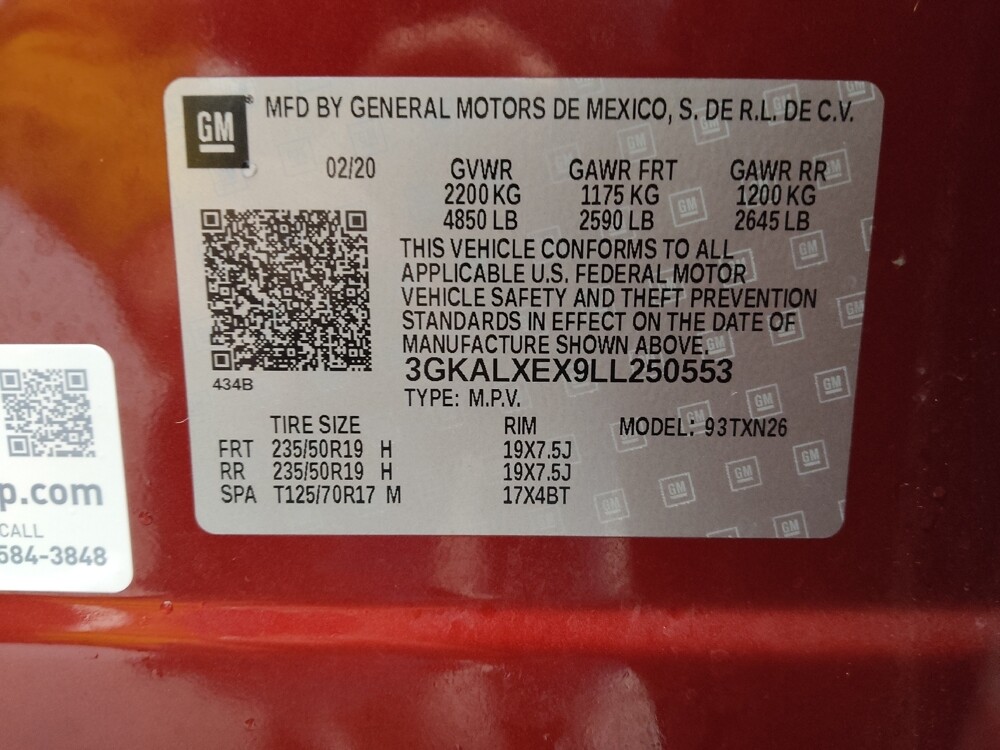 GM
MFD BY GENERAL MOTORS DE MEXICO, S. DE R.L. DE C.V.
02/20 GVWR GAWR FRT GAWR RR
2200 KG 1175 KG 1200 KG
4850 LB 2590 LB 2645 LB
THIS VEHICLE CONFORMS TO ALL
APPLICABLE U.S. FEDERAL MOTOR
VEHICLE SAFETY AND THEFT PREVENTION
STANDARDS IN EFFECT ON THE DATE OF
MANUFACTURE SHOWN ABOVE.
3GKALXEX9LL250553
434B
TYPE: M.P.V.
TIRE SIZE RIM MODEL: 93TXN26
FRT 235/50R19 H 19X7.5J
RR 235/50R19 H 19X7.5J
SPA T125/70R17 M 17X4BT
p.com
CALL
584-3848